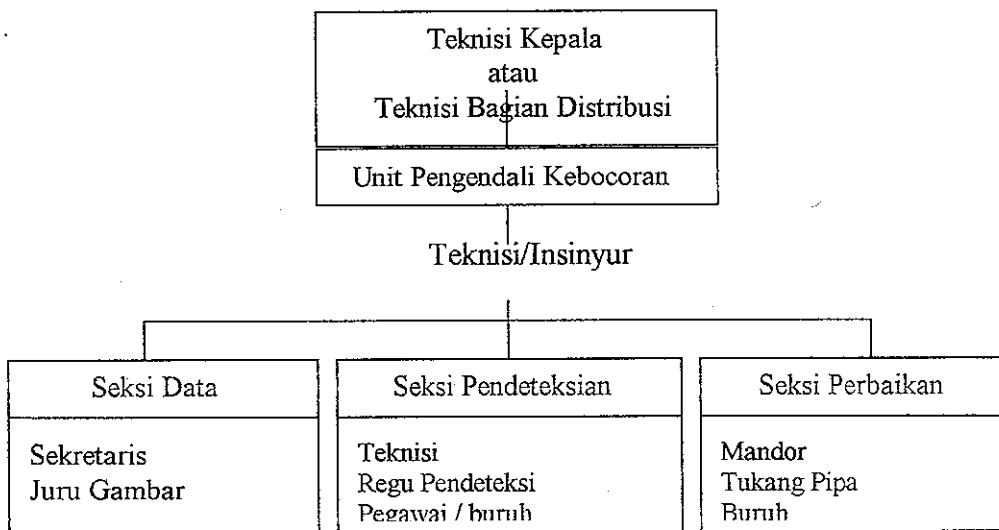 Teknisi Kepala
atau
Teknisi Bagian Distribusi
Unit Pengendali Kebocoran
Teknisi/Insinyur
Seksi Data
Sekretaris
Juru Gambar
Seksi Pendeteksian
Teknisi
Regu Pendeteksi
Pegawai / buruh
Seksi Perbaikan
Mandor
Tukang Pipa
Buruh